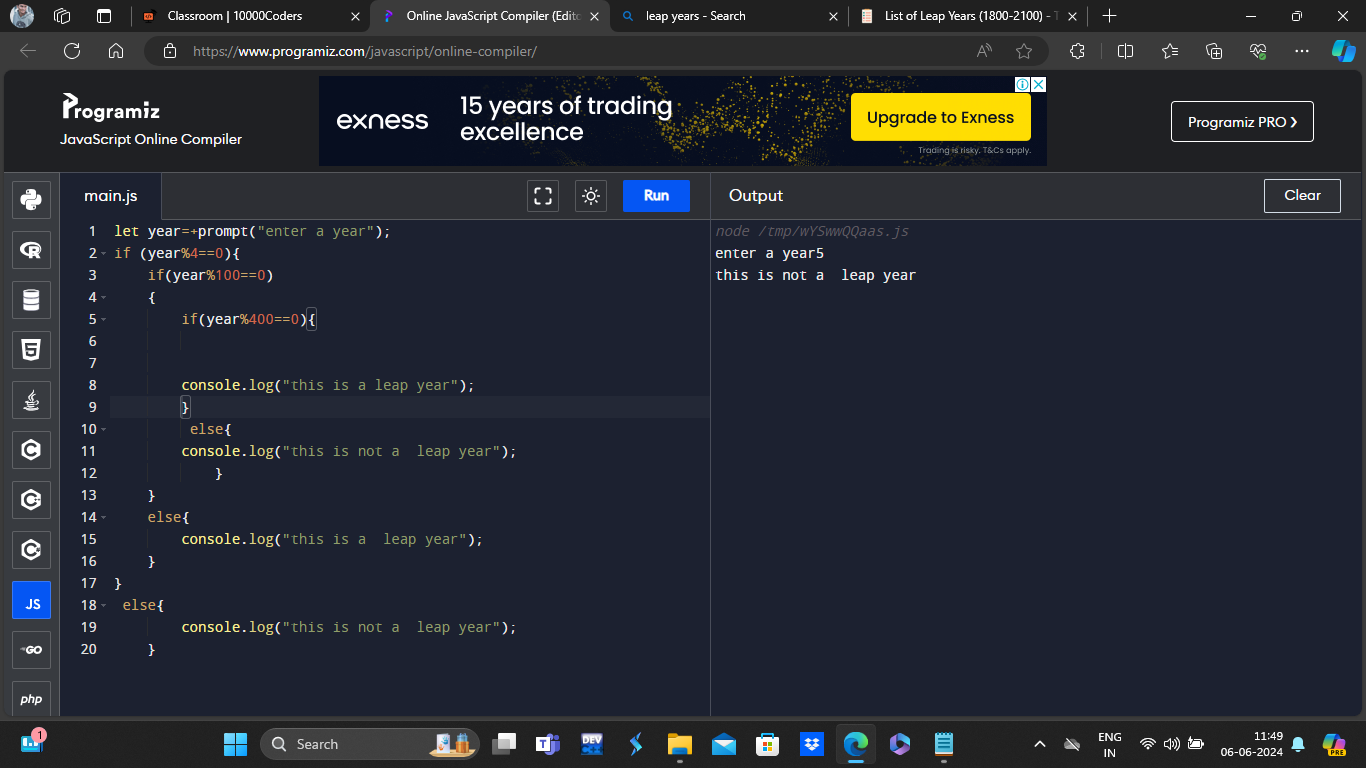 Classroom | 10000Coders
Online JavaScript Compiler (Edito
leap years - Search
List of Leap Years (1800-2100) - T
https://www.programiz.com/javascript/online-compiler/
Programiz
JavaScript Online Compiler
exness
15 years of trading
excellence
Upgrade to Exness
Trading is risky. T&Cs apply.
Programiz PRO
main.js
Run
Output
Clear
1 let year=+prompt("enter a year");
2 if (year%4==0){
3 if(year%100==0)
4 {
5 if(year%400==0){
6
7
8 console.log("this is a leap year");
9 }
10 else{
11 console.log("this is not a  leap year");
12 }
13 }
14 else{
15 console.log("this is a  leap year");
16 }
17 }
18 else{
19 console.log("this is not a  leap year");
20 }
node /tmp/wYSwwQQaas.js
enter a year5
this is not a  leap year
JS
GO
php
1
Search
DEV
ENG
IN
11:49
06-06-2024
PRE